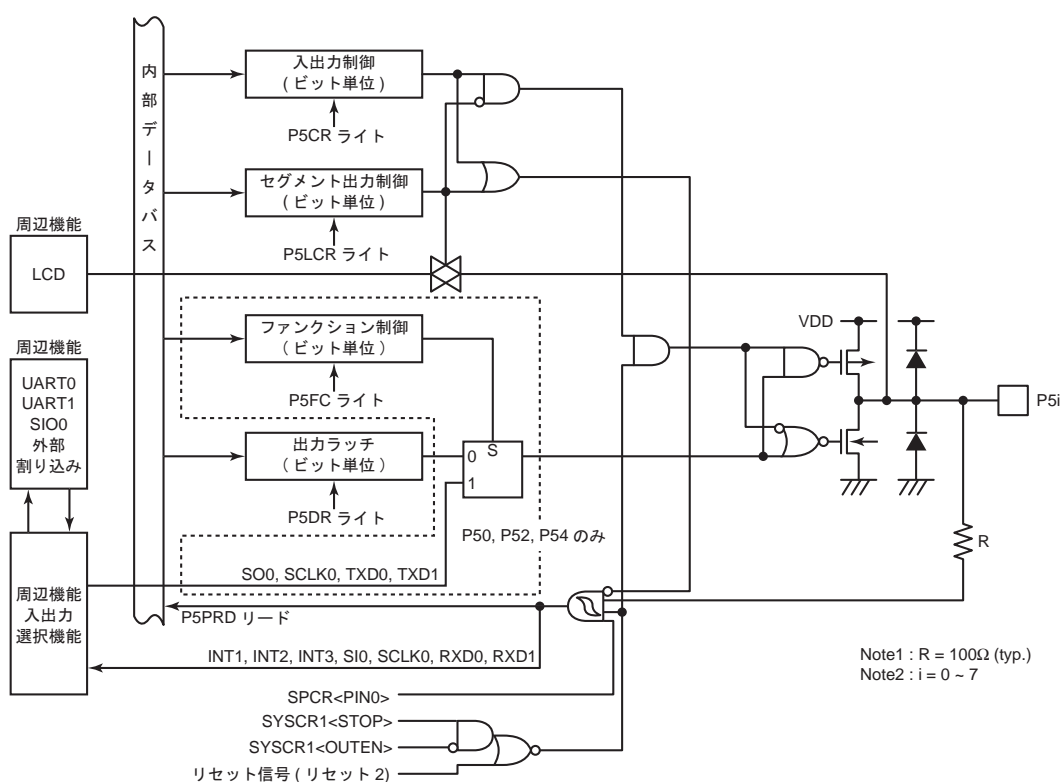 内部データバス
入出力制御
( ビット単位 )
P5CR ライト
セグメント出力制御
( ビット単位 )
P5LCR ライト
周辺機能
LCD
ファンクション制御
( ビット単位 )
P5FC ライト
周辺機能
UART0
UART1
SIO0
外部
割り込み
出力ラッチ
( ビット単位 )
P5DR ライト
0
1
S
P50, P52, P54 のみ
SO0, SCLK0, TXD0, TXD1
周辺機能
入出力
選択機能
P5PRD リード
INT1, INT2, INT3, SI0, SCLK0, RXD0, RXD1
SPCR<PIN0>
SYSCR1<STOP>
SYSCR1<OUTEN>
リセット信号 ( リセット 2 )
VDD
P5i
R
Note1 : R = 100Ω (typ.)
Note2 : i = 0 ~ 7